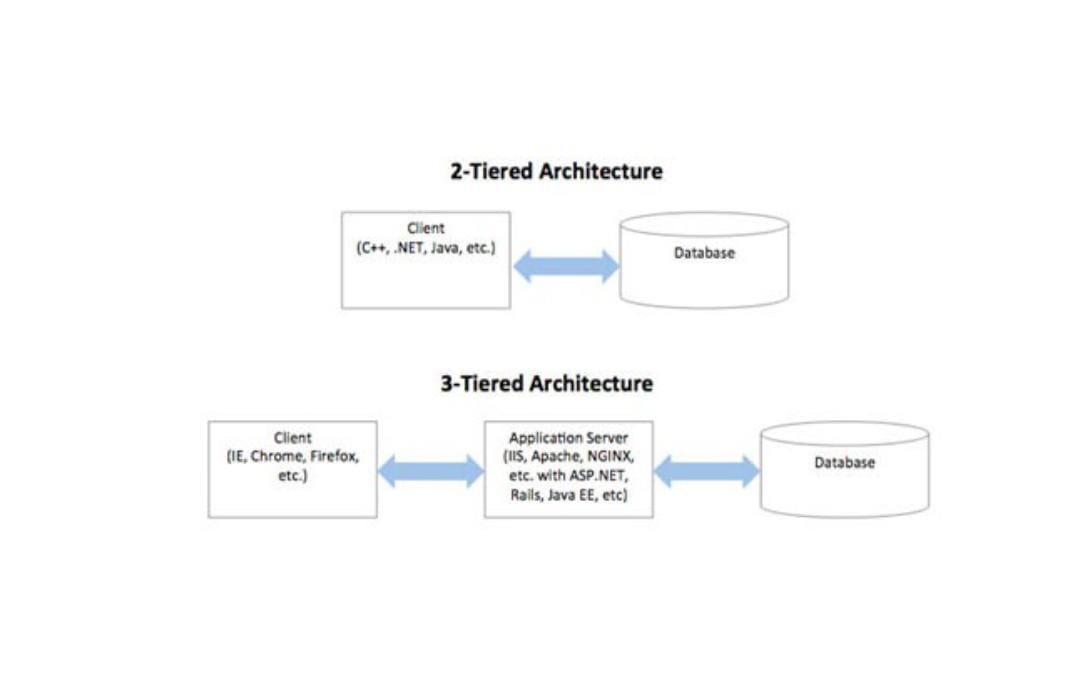 2-Tiered Architecture
Client
(C++, .NET, Java, etc.)
Database
3-Tiered Architecture
Client
(IE, Chrome, Firefox,
etc.)
Application Server
(IIS, Apache, NGINX,
etc. with ASP.NET,
Rails, Java EE, etc)
Database